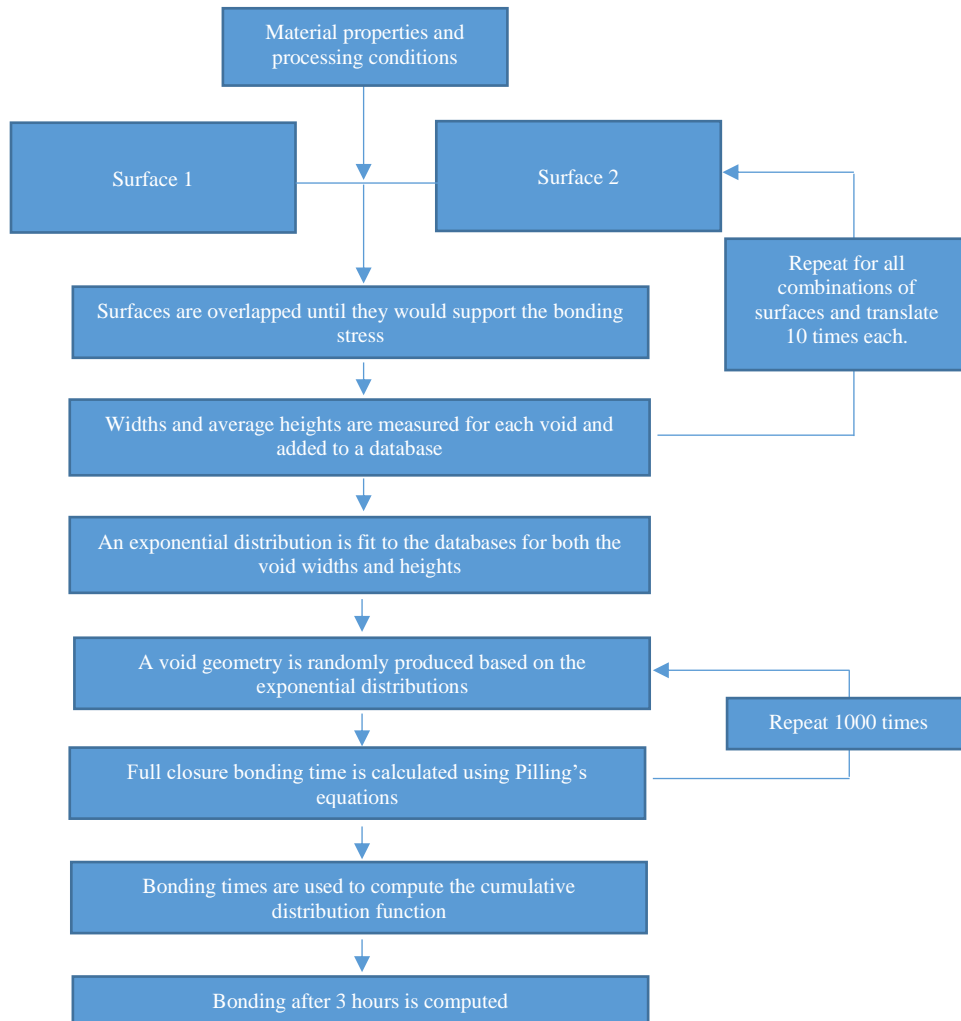 Material properties and
processing conditions
Surface 1
Surface 2
Repeat for all
combinations of
surfaces and translate
10 times each.
Surfaces are overlapped until they would support the bonding
stress
Widths and average heights are measured for each void and
added to a database
An exponential distribution is fit to the databases for both the
void widths and heights
A void geometry is randomly produced based on the
exponential distributions
Repeat 1000 times
Full closure bonding time is calculated using Pilling’s
equations
Bonding times are used to compute the cumulative
distribution function
Bonding after 3 hours is computed